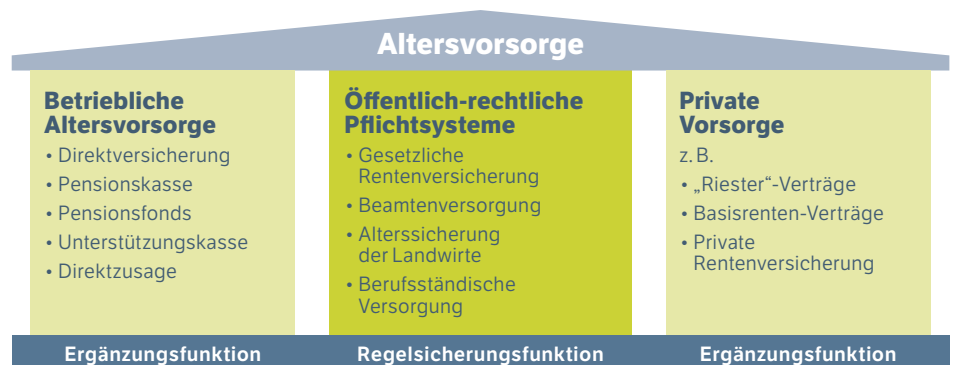 Altersvorsorge
Betriebliche
Altersvorsorge
• Direktversicherung
• Pensionskasse
• Pensionsfonds
• Unterstützungskasse
• Direktzusage
Ergänzungsfunktion
Öffentlich-rechtliche
Pflichtsysteme
• Gesetzliche
Rentenversicherung
• Beamtenversorgung
• Alterssicherung
der Landwirte
• Berufsständische
Versorgung
Regelsicherungsfunktion
Private
Vorsorge
z. B.
• „Riester“-Verträge
• Basisrenten-Verträge
• Private
Rentenversicherung
Ergänzungsfunktion